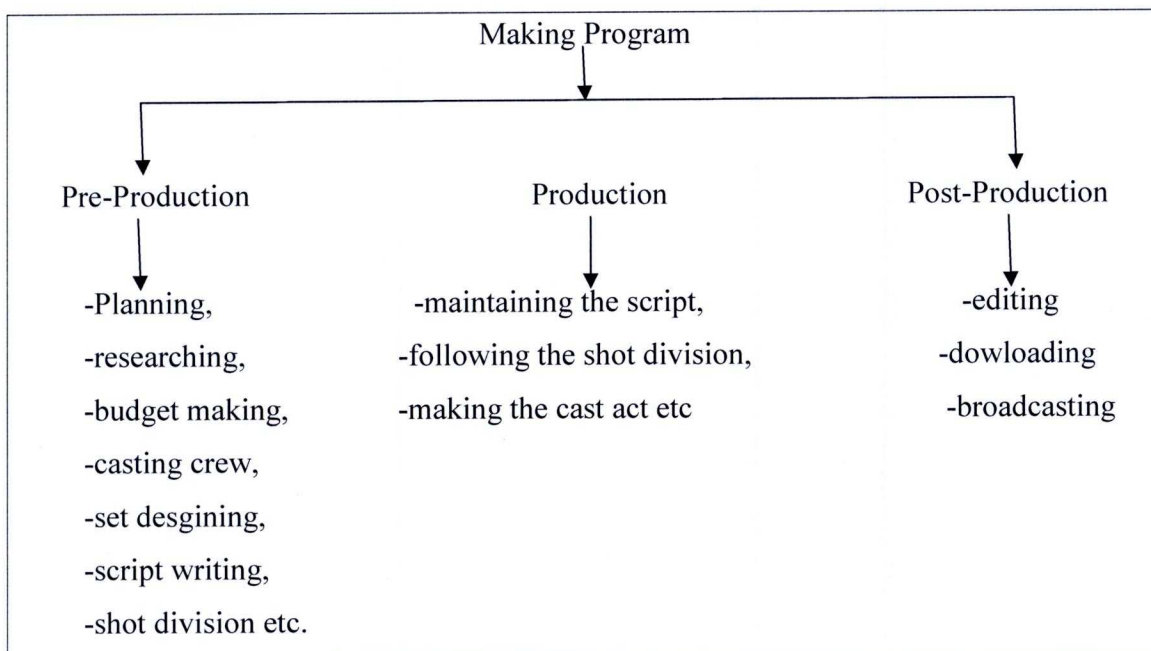 Making Program
Pre-Production
-Planning,
-researching,
-budget making,
-casting crew,
-set desgining,
-script writing,
-shot division etc.
Production
-maintaining the script,
-following the shot division,
-making the cast act etc
Post-Production
-editing
-dowloading
-broadcasting